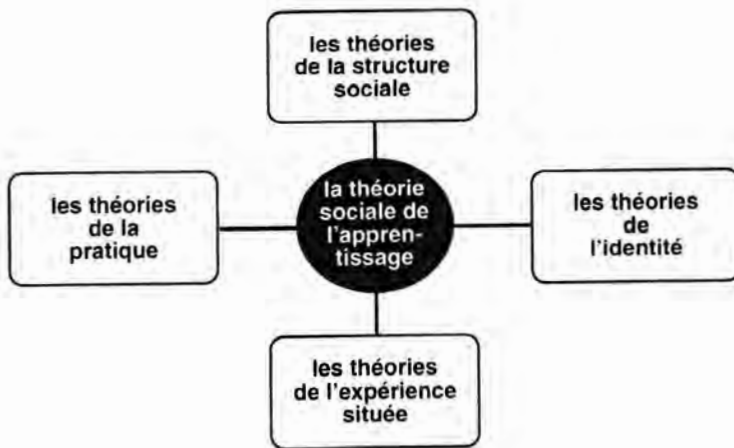 les théories
de la structure
sociale
les théories
de la
pratique
la théorie
sociale de
l'appren-
tissage
les théories
de
l'identité
les théories
de l'expérience
située